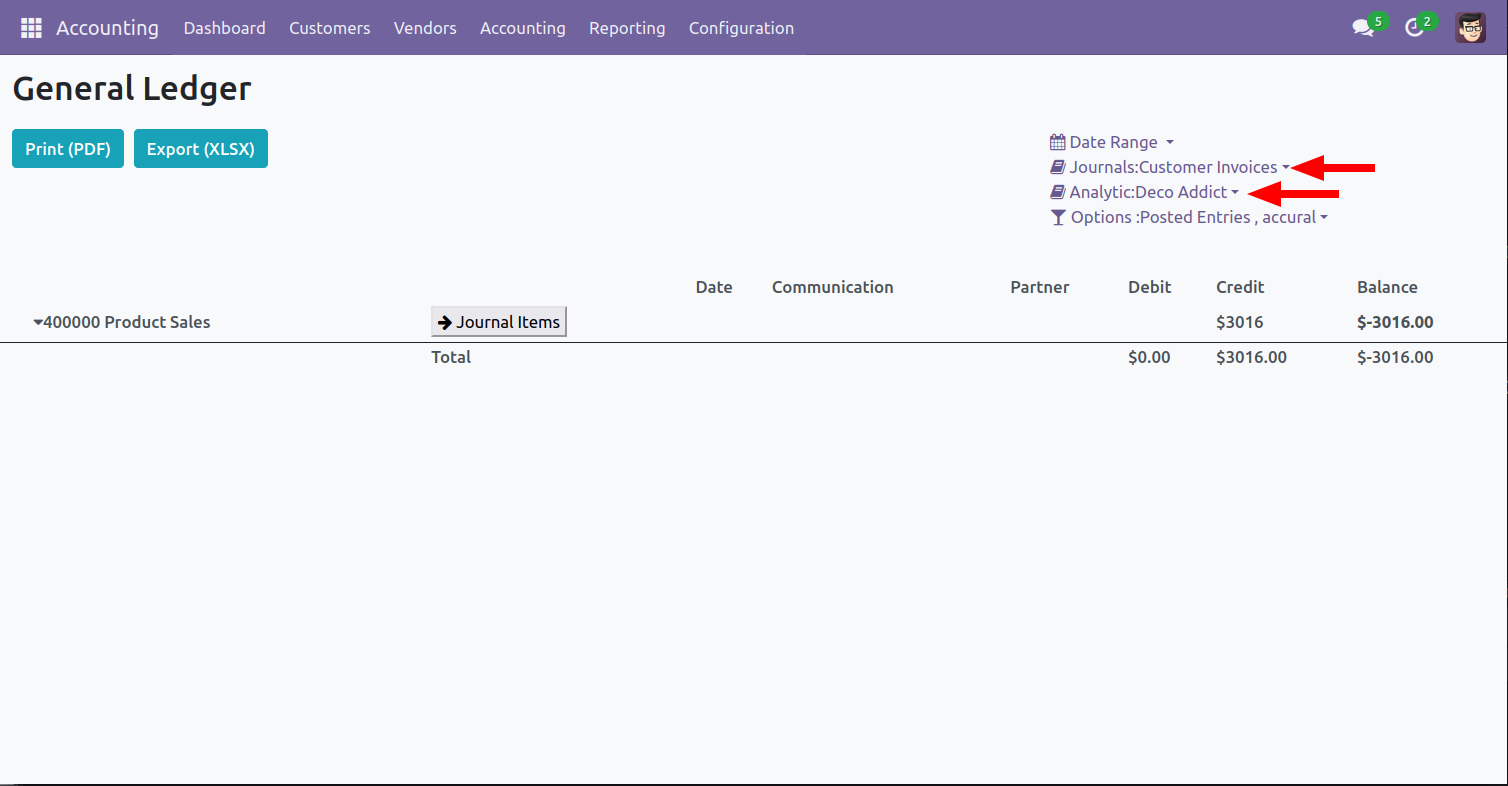 Accounting Dashboard Customers Vendors Accounting Reporting Configuration 5 2
General Ledger
Print (PDF) Export (XLSX)
Date Range
Journals:Customer Invoices
Analytic:Deco Addict
Options :Posted Entries , accural
Date Communication Partner Debit Credit Balance
400000 Product Sales Journal Items $3016 $-3016.00
Total $0.00 $3016.00 $-3016.00